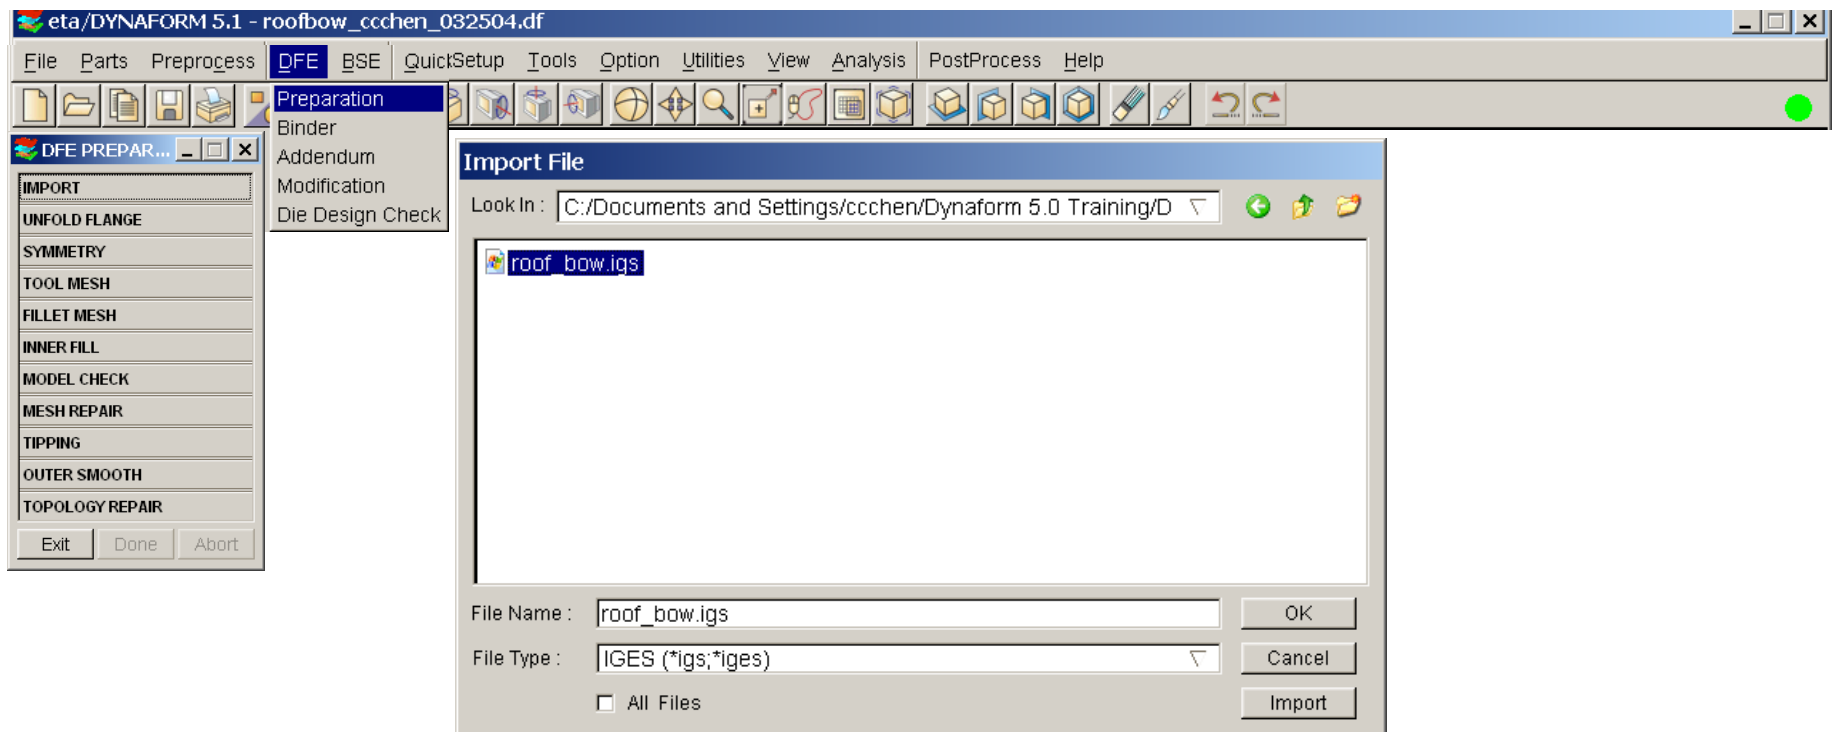 eta/DYNAFORM 5.1 - roofbow_ccchen_032504.df
File Parts Preprocess DFE BSE QuickSetup Tools Option Utilities View Analysis PostProcess Help
Preparation
Binder
Addendum
Modification
Die Design Check
DFE PREPAR...
IMPORT
UNFOLD FLANGE
SYMMETRY
TOOL MESH
FILLET MESH
INNER FILL
MODEL CHECK
MESH REPAIR
TIPPING
OUTER SMOOTH
TOPOLOGY REPAIR
Exit Done Abort
Import File
Look In : C:/Documents and Settings/ccchen/Dynaform 5.0 Training/D
roof_bow.igs
File Name : roof_bow.igs OK
File Type : IGES (*igs;*iges) Cancel
All Files Import